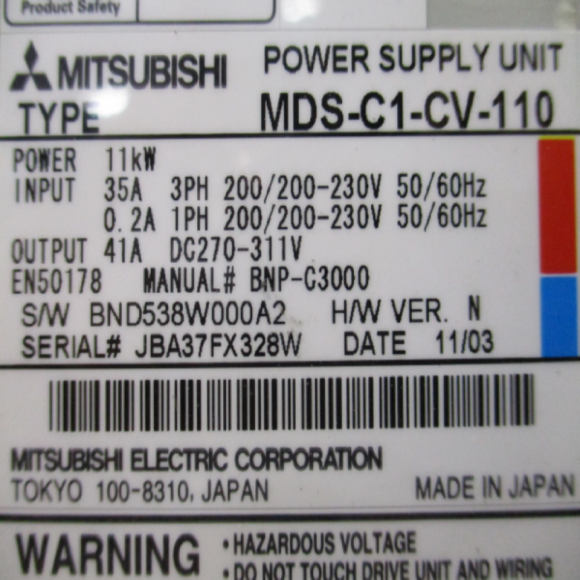 Product Safety
MITSUBISHI POWER SUPPLY UNIT
TYPE MDS-C1-CV-110
POWER 11kW
INPUT 35A 3PH 200/200-230V 50/60Hz
0.2A 1PH 200/200-230V 50/60Hz
OUTPUT 41A DC270-311V
EN50178 MANUAL# BNP-C3000
S/W BND538W000A2 H/W VER. N
SERIAL# JBA37FX328W DATE 11/03
MITSUBISHI ELECTRIC CORPORATION
TOKYO 100-8310, JAPAN MADE IN JAPAN
WARNING • HAZARDOUS VOLTAGE
• DO NOT TOUCH DRIVE UNIT AND WIRING